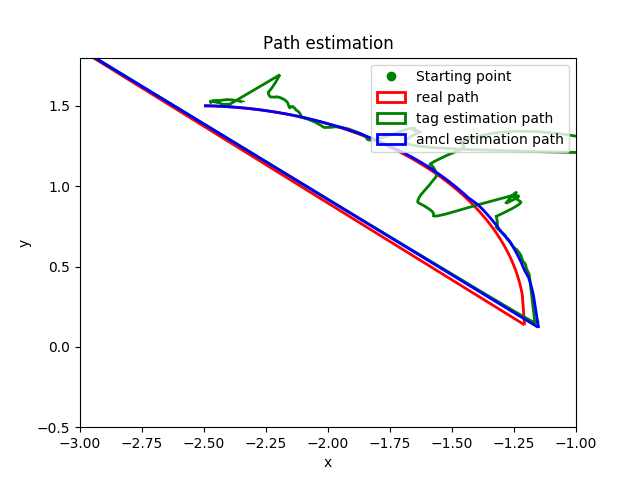 Path estimation
Starting point
real path
tag estimation path
amcl estimation path
1.5
1.0
0.5
0.0
−0.5
y
−3.00
−2.75
−2.50
−2.25
−2.00
−1.75
−1.50
−1.25
−1.00
x